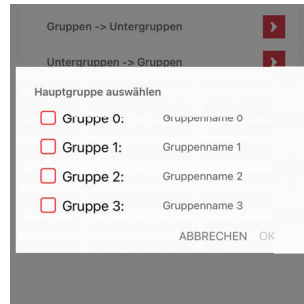 Gruppen -> Untergruppen
Untergruppen -> Gruppen
Hauptgruppe auswählen
Gruppe 0: Gruppenname 0
Gruppe 1: Gruppenname 1
Gruppe 2: Gruppenname 2
Gruppe 3: Gruppenname 3
ABBRECHEN OK